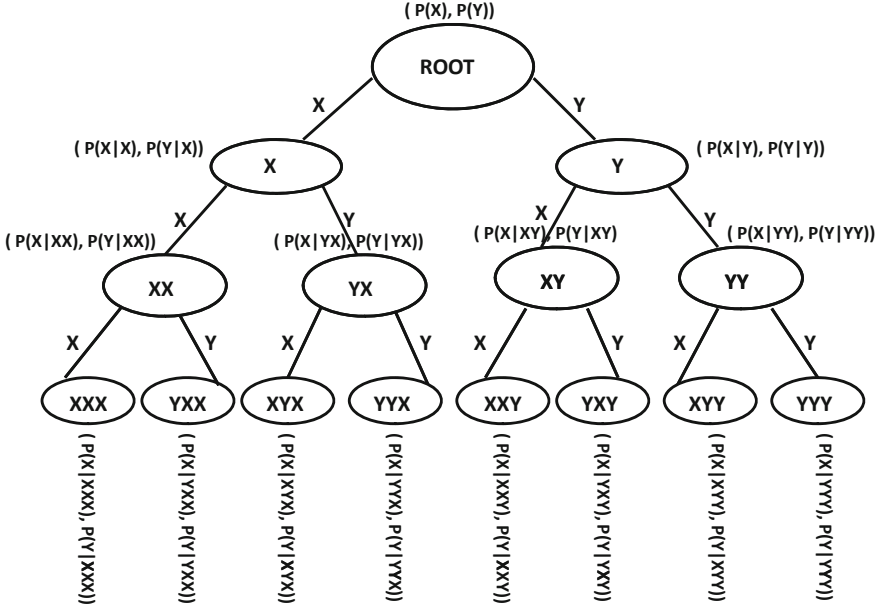 ( P(X), P(Y))
ROOT
X
Y
( P(X|X), P(Y|X))
X
Y
( P(X|Y), P(Y|Y))
X
Y
X
Y
( P(X|XX), P(Y|XX))
( P(X|YX), P(Y|YX))
( P(X|XY), P(Y|XY)
( P(X|YY), P(Y|YY))
XX
YX
XY
YY
X
Y
X
Y
X
Y
X
Y
XXX
YXX
XYX
YYX
XXY
YXY
XYY
YYY
( P(X|XXX), P(Y|XXX))
( P(X|YXX), P(Y|YXX))
( P(X|XYX), P(Y|XYX))
( P(X|YYX), P(Y|YYX))
( P(X|XXY), P(Y|XXY))
( P(X|YXY), P(Y|YXY))
( P(X|XYY), P(Y|XYY))
( P(X|YYY), P(Y|YYY))